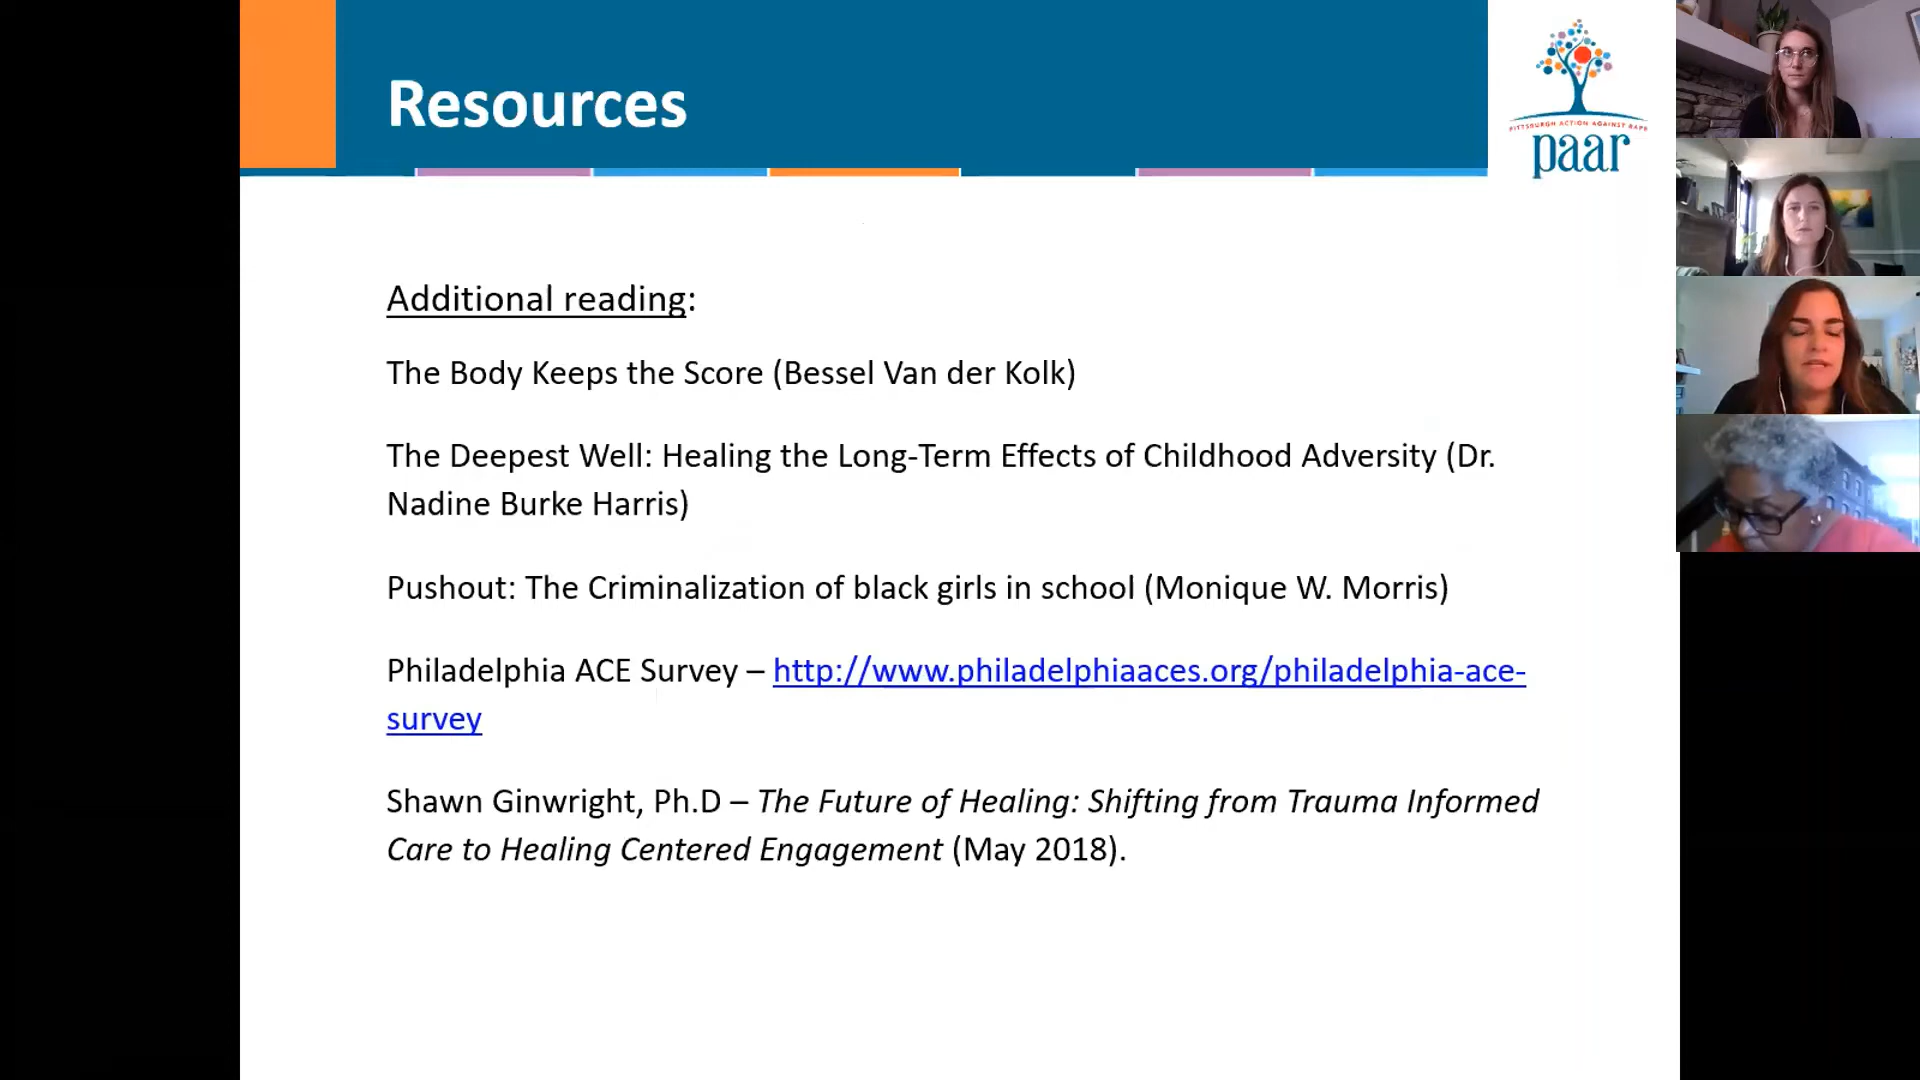 Resources
PITTSBURGH ACTION AGAINST RAPE
paar
Additional reading:
The Body Keeps the Score (Bessel Van der Kolk)
The Deepest Well: Healing the Long-Term Effects of Childhood Adversity (Dr.
Nadine Burke Harris)
Pushout: The Criminalization of black girls in school (Monique W. Morris)
Philadelphia ACE Survey – http://www.philadelphiaaces.org/philadelphia-ace-
survey
Shawn Ginwright, Ph.D – The Future of Healing: Shifting from Trauma Informed
Care to Healing Centered Engagement (May 2018).